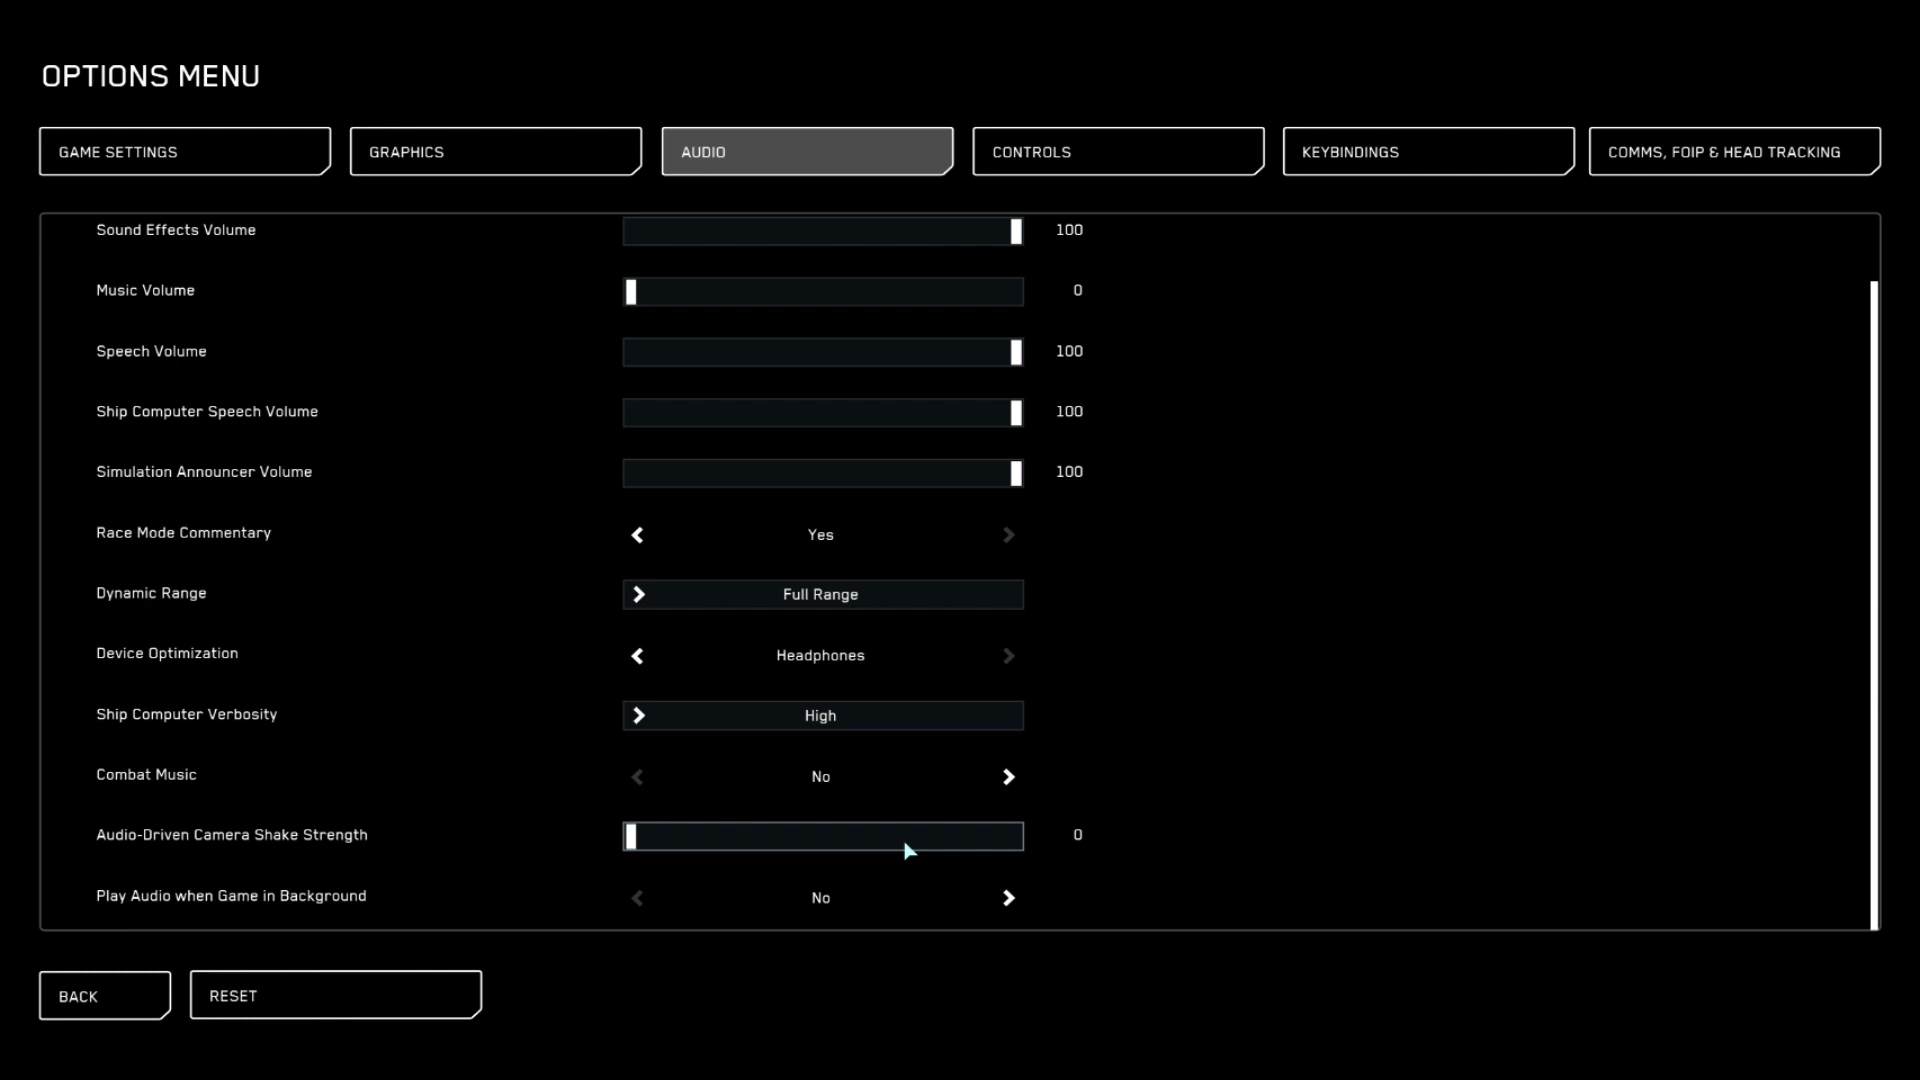 OPTIONS MENU
GAME SETTINGS GRAPHICS AUDIO CONTROLS KEYBINDINGS COMMS, FOIP & HEAD TRACKING
Sound Effects Volume 100
Music Volume 0
Speech Volume 100
Ship Computer Speech Volume 100
Simulation Announcer Volume 100
Race Mode Commentary Yes
Dynamic Range Full Range
Device Optimization Headphones
Ship Computer Verbosity High
Combat Music No
Audio-Driven Camera Shake Strength 0
Play Audio when Game in Background No
BACK RESET